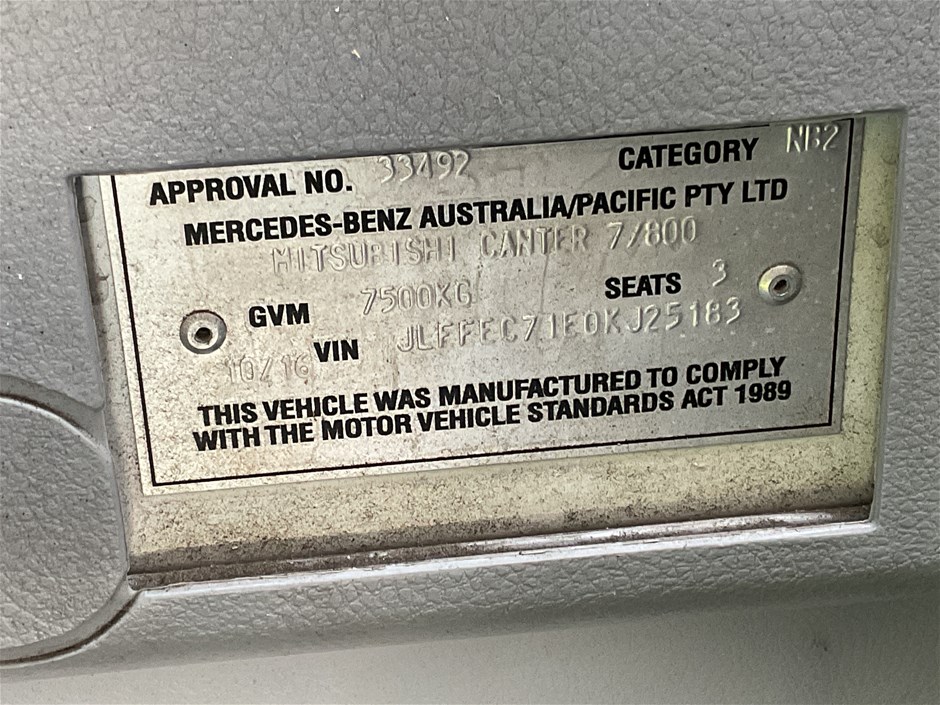 APPROVAL NO. 33492 CATEGORY NB2
MERCEDES-BENZ AUSTRALIA/PACIFIC PTY LTD
MITSUBISHI CANTER 7/800
GVM 7500KG SEATS 3
10/16 VIN JLFFEC71E0KJ25183
THIS VEHICLE WAS MANUFACTURED TO COMPLY
WITH THE MOTOR VEHICLE STANDARDS ACT 1989